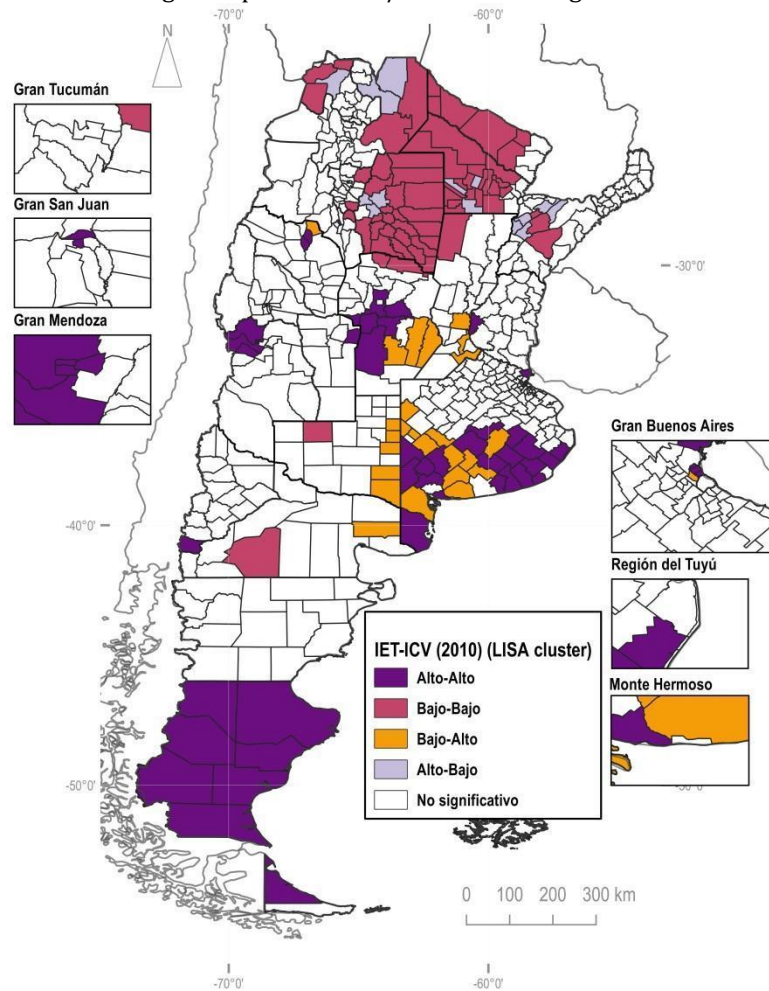 -70°0'
-60°0'
Gran Tucumán
Gran San Juan
-30°0'
Gran Mendoza
Gran Buenos Aires
-40°0'
Región del Tuyú
IET-ICV (2010) (LISA cluster)
Alto-Alto
Bajo-Bajo
Bajo-Alto
Alto-Bajo
No significativo
Monte Hermoso
-50°0'
0 100 200 300 km
-70°0'
-60°0'